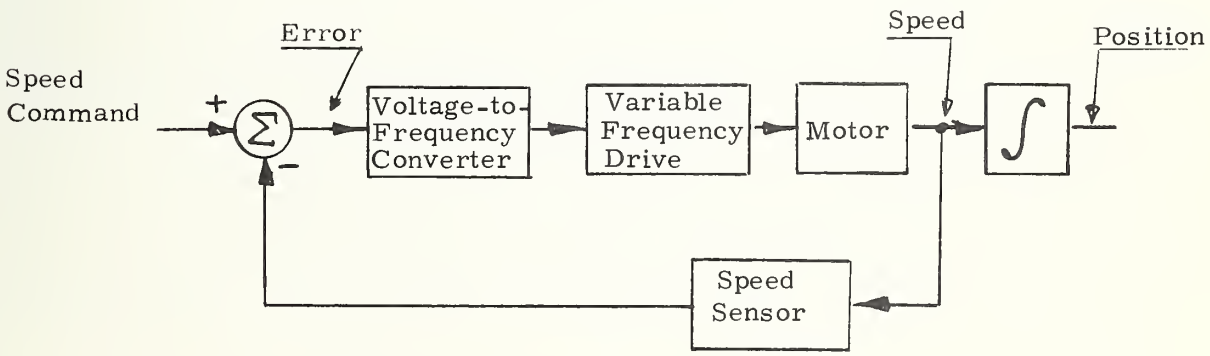 Error
Speed
Position
Speed
Command
+
Σ
-
Voltage-to-
Frequency
Converter
Variable
Frequency
Drive
Motor
∫
Speed
Sensor